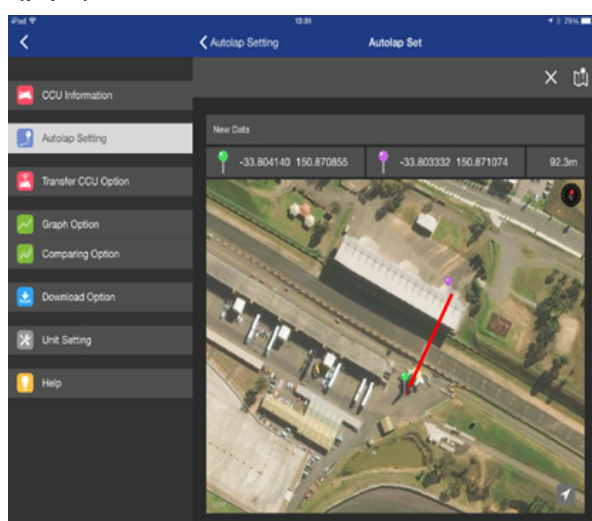 iPad
13:51
79%
Autolap Setting
Autolap Set
CCU Information
Autolap Setting
Transfer CCU Option
Graph Option
Comparing Option
Download Option
Unit Setting
Help
New Data
-33.804140 150.870855
-33.803332 150.871074
92.3m